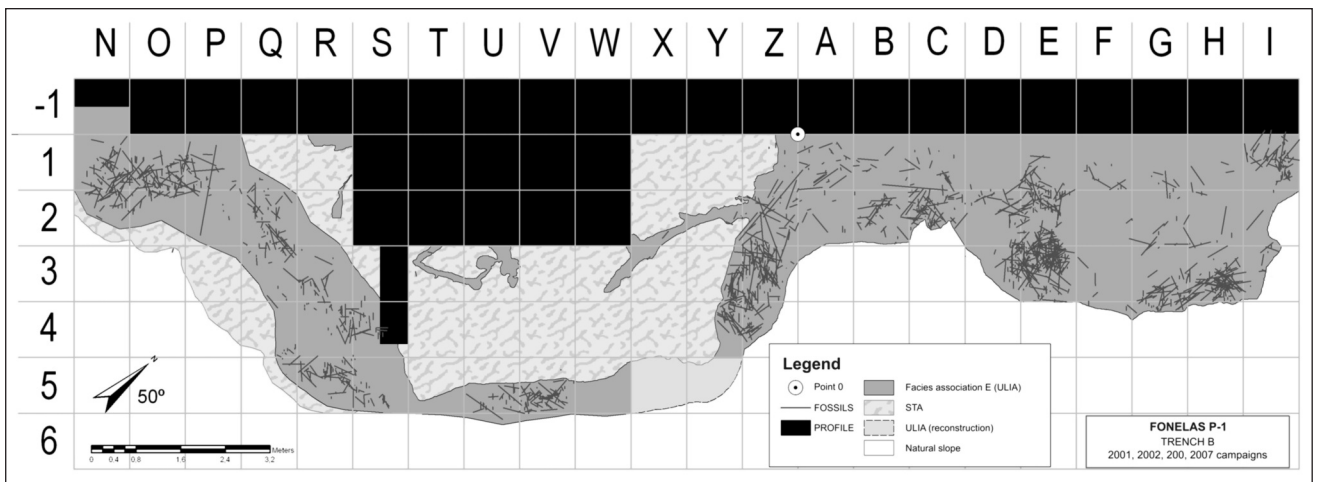 N O P Q R S T U V W X Y Z A B C D E F G H I
-1
1
2
3
4
5
6
N
50º
0 0.4 0.8 1.6 2.4 3.2 Meters
Legend
Point 0
FOSSILS
PROFILE
Facies association E (ULIA)
STA
ULIA (reconstruction)
Natural slope
FONELAS P-1
TRENCH B
2001, 2002, 200, 2007 campaigns